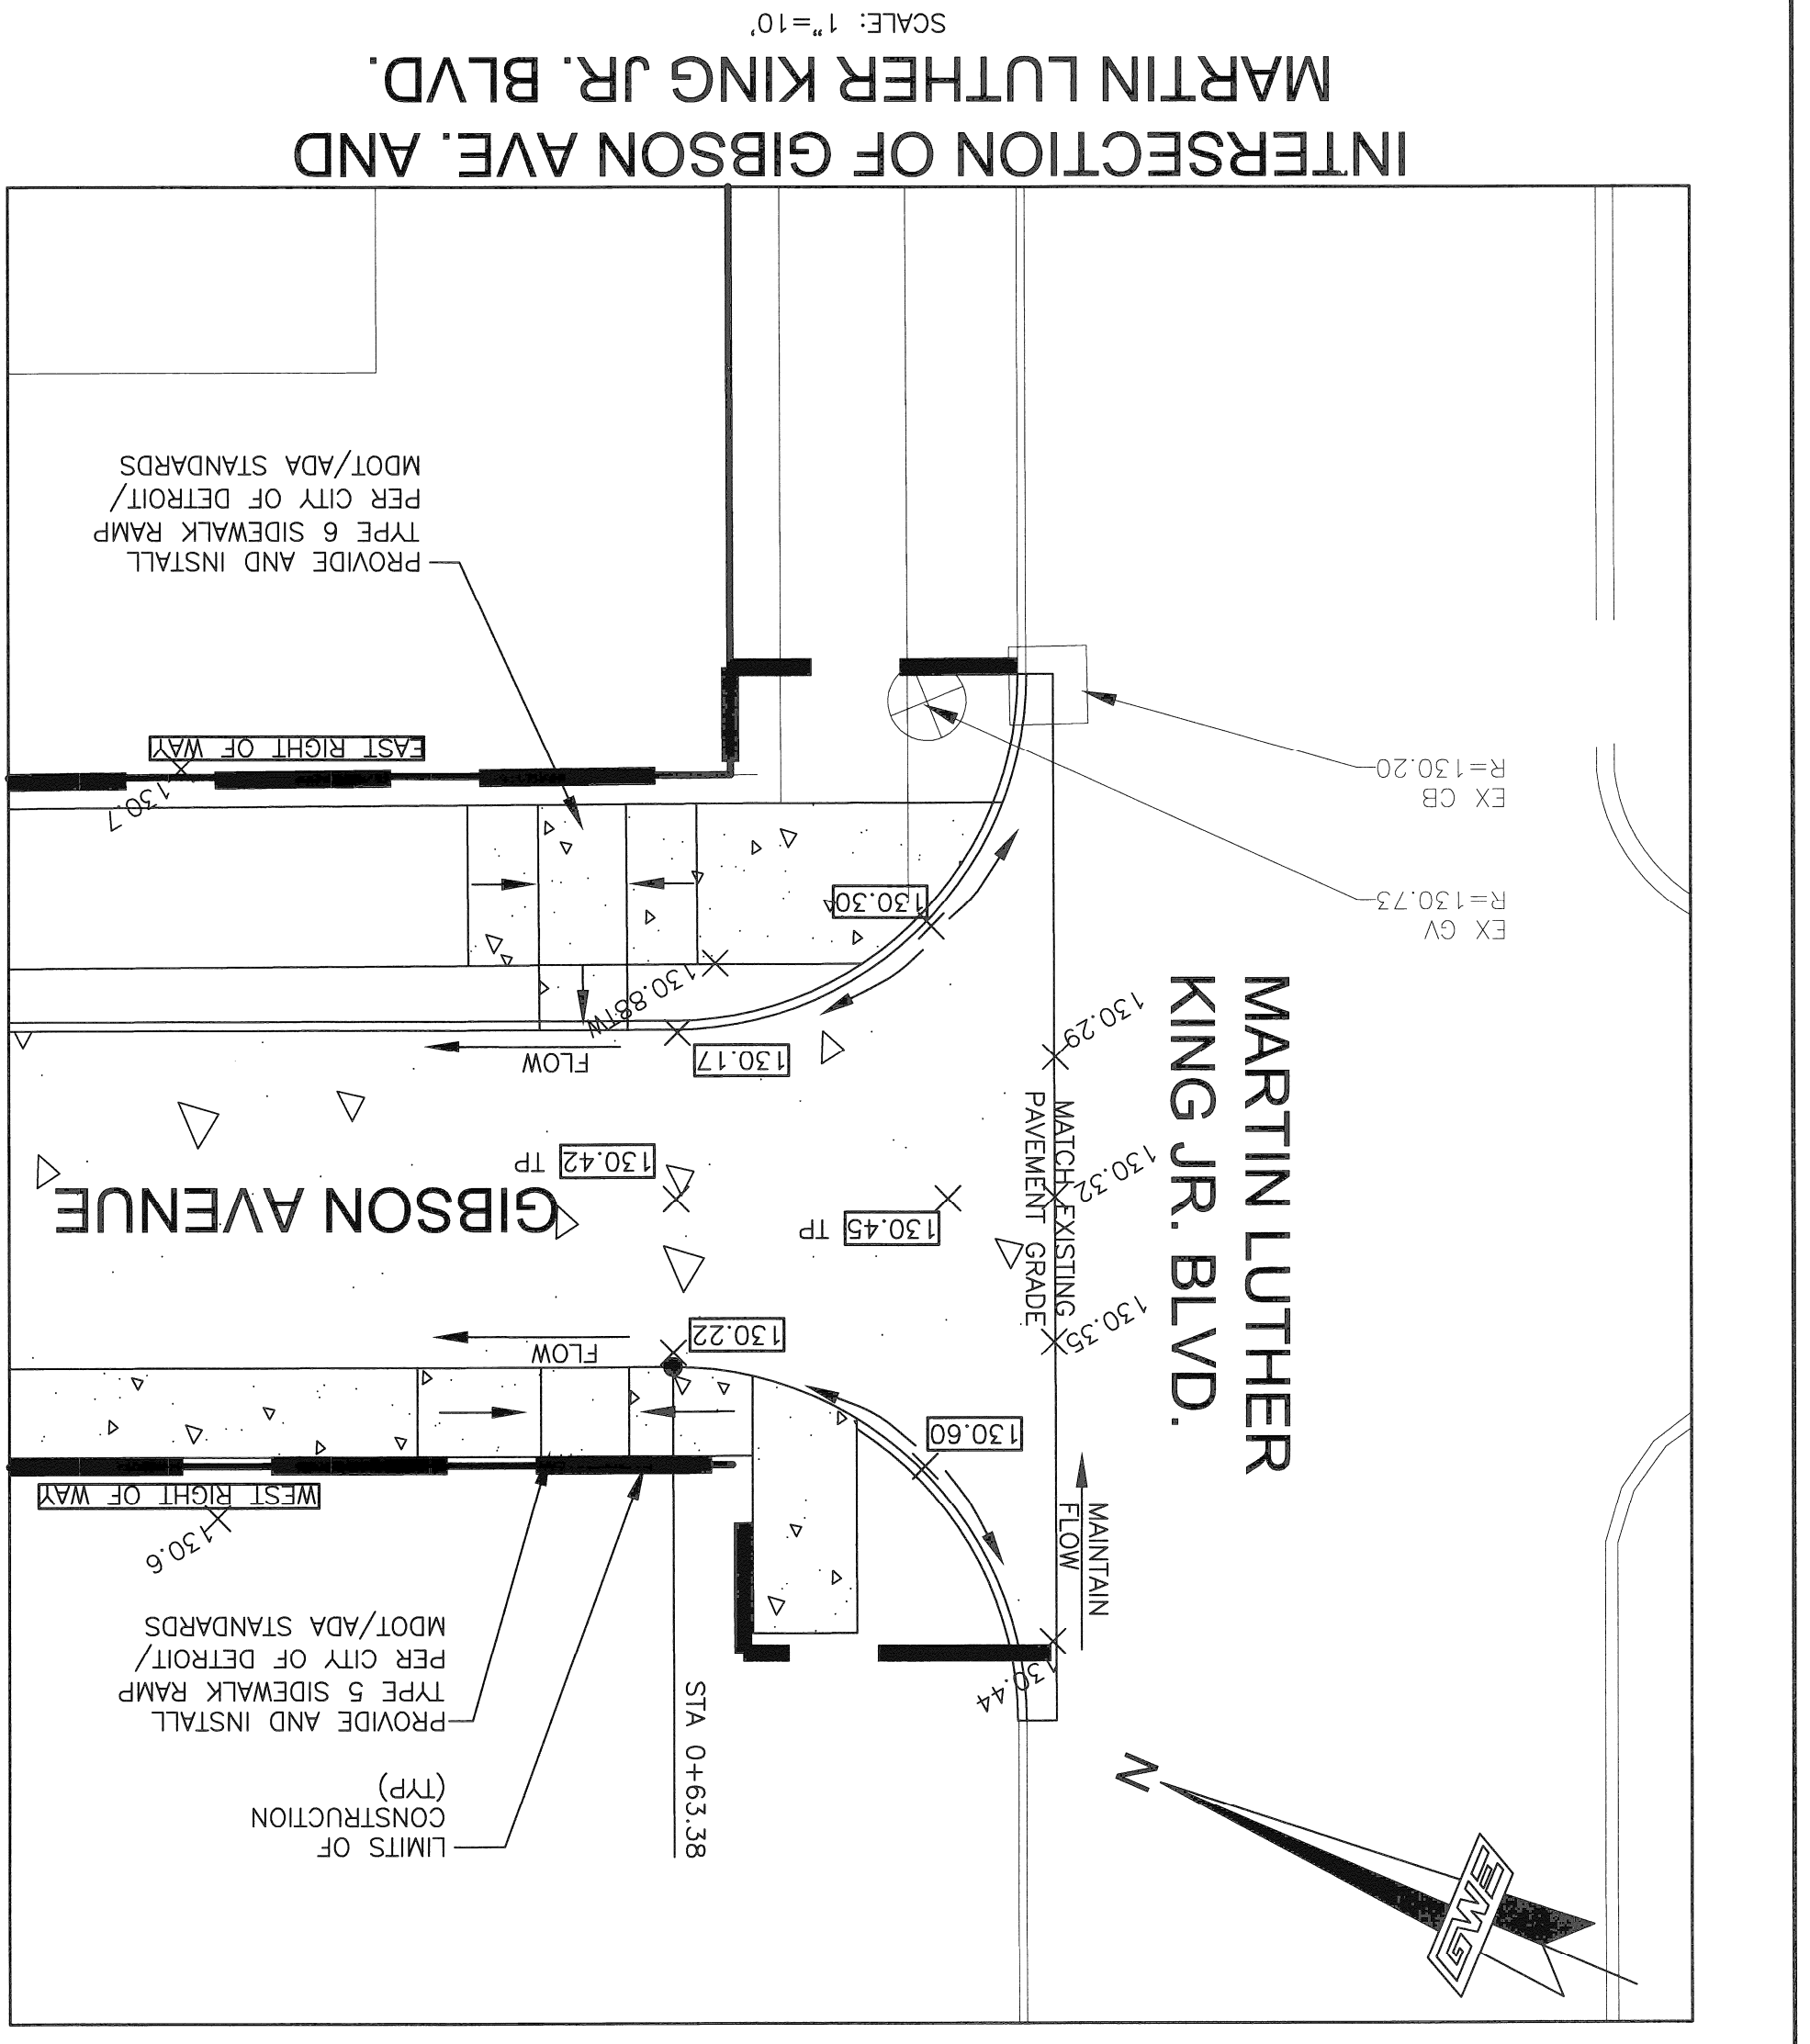 LIMITS OF
CONSTRUCTION
(TYP)
PROVIDE AND INSTALL
TYPE 5 SIDEWALK RAMP
PER CITY OF DETROIT/
MDOT/ADA STANDARDS
STA 0+63.38
N
GWE
130.44
MAINTAIN
FLOW
130.6
WEST RIGHT OF WAY
130.60
FLOW
130.22
130.35
MATCH EXISTING
PAVEMENT GRADE
130.45 TP
130.32
GIBSON AVENUE
130.42 TP
MARTIN LUTHER
KING JR. BLVD.
130.17
FLOW
130.29
130.88TW
130.30
EX GV
R=130.73
130.7
EAST RIGHT OF WAY
EX CB
R=130.20
PROVIDE AND INSTALL
TYPE 6 SIDEWALK RAMP
PER CITY OF DETROIT/
MDOT/ADA STANDARDS
INTERSECTION OF GIBSON AVE. AND
MARTIN LUTHER KING JR. BLVD.
SCALE: 1"=10'